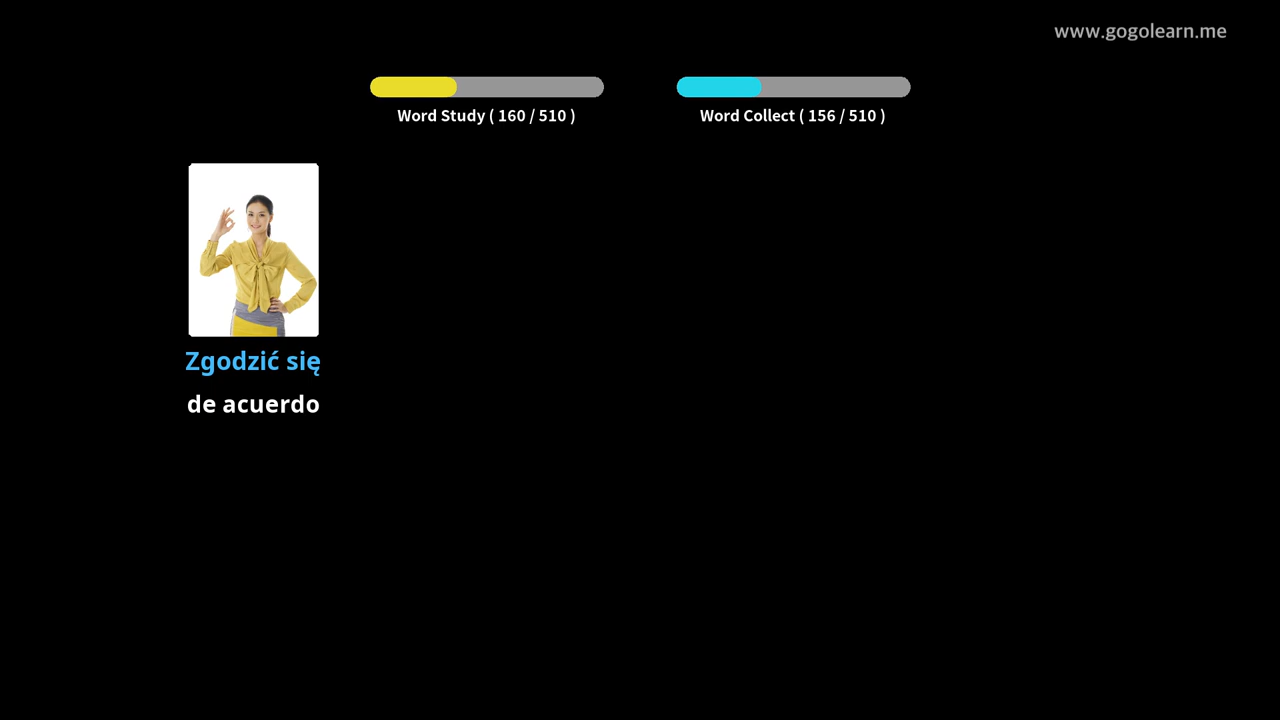 www.gogolearn.me
Word Study ( 160 / 510 )
Word Collect ( 156 / 510 )
Zgodzić się
de acuerdo